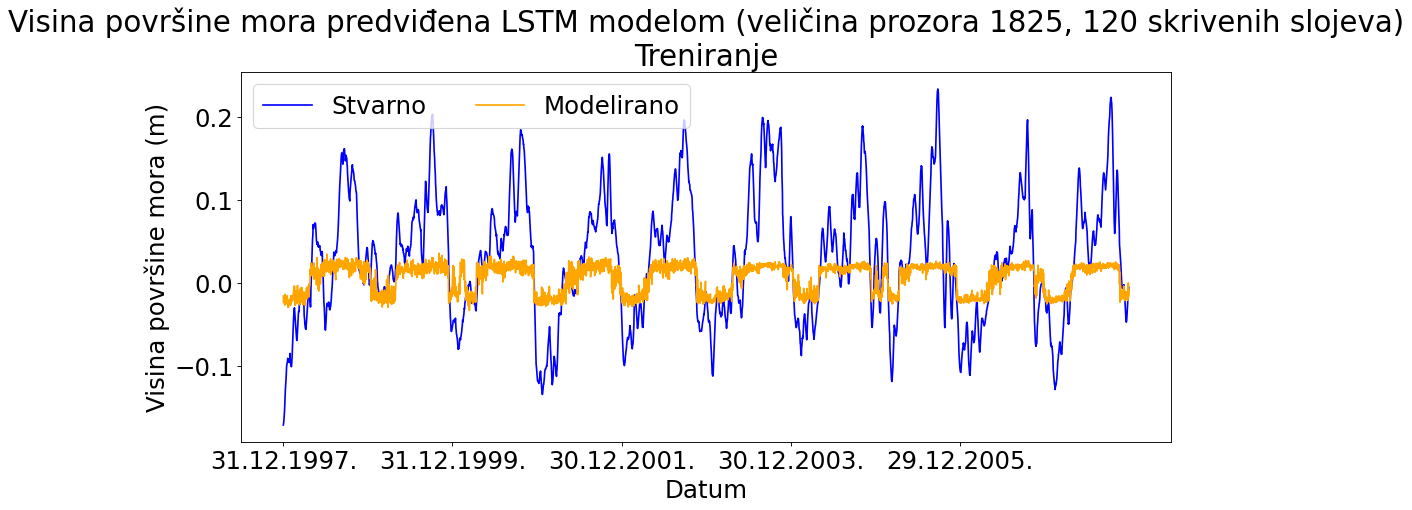 Visina površine mora predviđena LSTM modelom (veličina prozora 1825, 120 skrivenih slojeva)
Treniranje
Stvarno
Modelirano
Visina površine mora (m)
0.2
0.1
0.0
−0.1
31.12.1997.
31.12.1999.
30.12.2001.
30.12.2003.
29.12.2005.
Datum